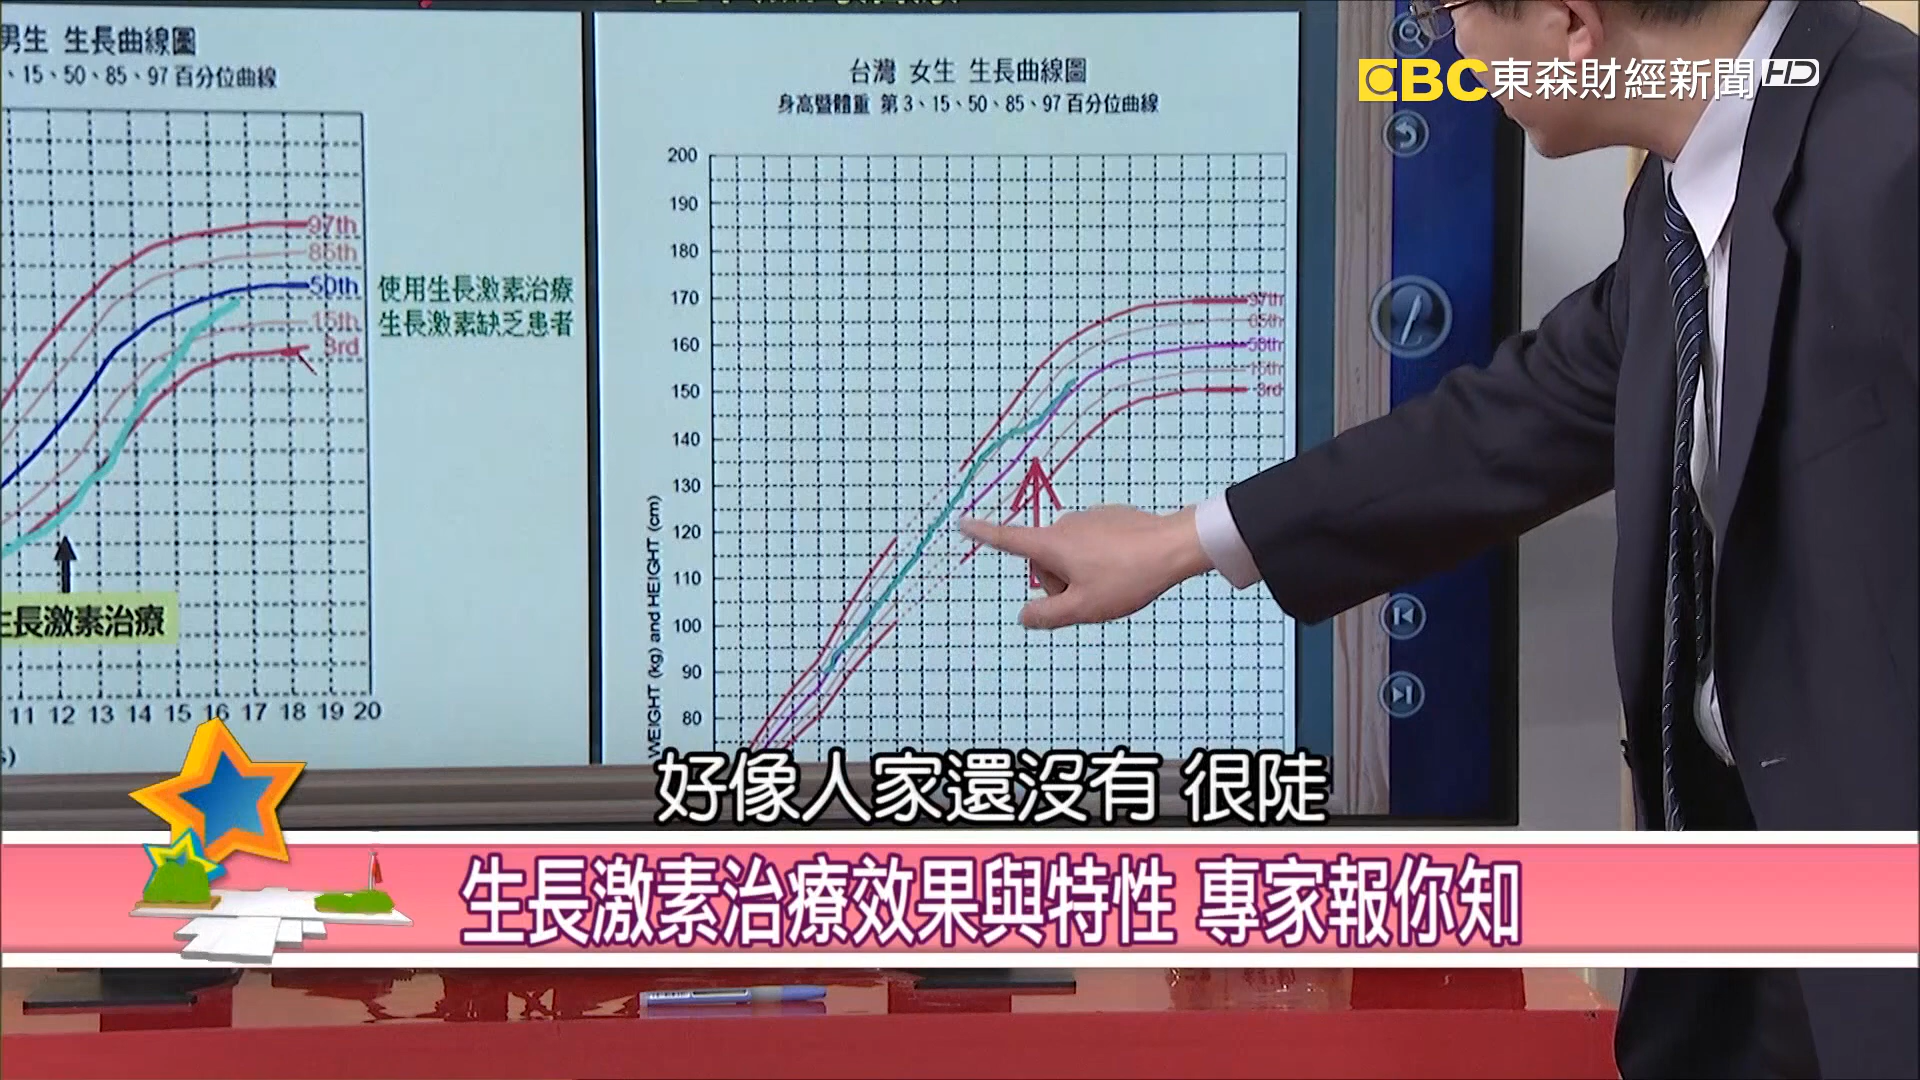 男生 生長曲線圖
、15、50、85、97 百分位曲線
97th
85th
50th
15th
3rd
使用生長激素治療
生長激素缺乏患者
生長激素治療
11 12 13 14 15 16 17 18 19 20
台灣 女生 生長曲線圖
身高暨體重 第 3、15、50、85、97 百分位曲線
200
190
180
170
160
150
140
130
120
110
100
90
80
WEIGHT (kg) and HEIGHT (cm)
97th
85th
50th
15th
3rd
EBC 東森財經新聞 HD
好像人家還沒有 很陡
生長激素治療效果與特性 專家報你知